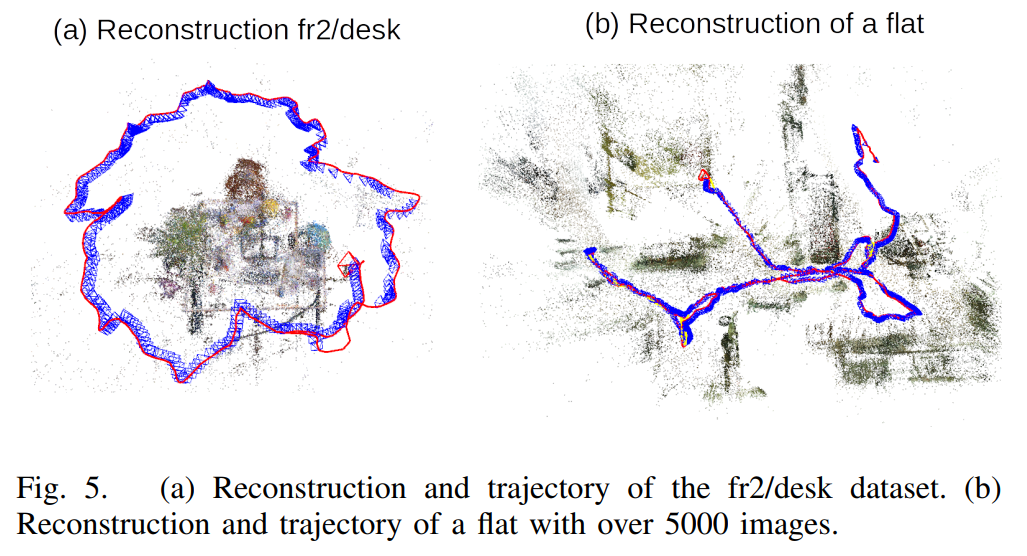 (a) Reconstruction fr2/desk
(b) Reconstruction of a flat
Fig. 5. (a) Reconstruction and trajectory of the fr2/desk dataset. (b)
Reconstruction and trajectory of a flat with over 5000 images.